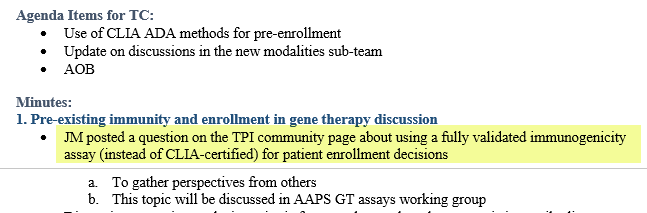 Agenda Items for TC:
• Use of CLIA ADA methods for pre-enrollment
• Update on discussions in the new modalities sub-team
• AOB
Minutes:
1. Pre-existing immunity and enrollment in gene therapy discussion
• JM posted a question on the TPI community page about using a fully validated immunogenicity
assay (instead of CLIA-certified) for patient enrollment decisions
a. To gather perspectives from others
b. This topic will be discussed in AAPS GT assays working group